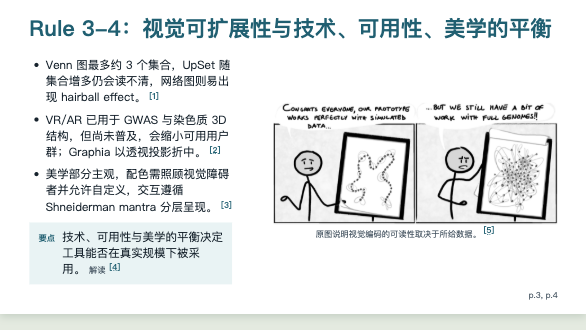 Rule 3–4：视觉可扩展性与技术、可用性、美学的平衡
• Venn 图最多约 3 个集合，UpSet 随
集合增多仍会读不清，网络图则易出
现 hairball effect。 [1]
• VR/AR 已用于 GWAS 与染色质 3D
结构，但尚未普及，会缩小可用用户
群；Graphia 以透视投影折中。 [2]
• 美学部分主观，配色需照顾视觉障碍
者并允许自定义，交互遵循
Shneiderman mantra 分层呈现。 [3]
要点 技术、可用性与美学的平衡决定
工具能否在真实规模下被采
用。 解读 [4]
CONGRATS EVERYONE, OUR PROTOTYPE
WORKS PERFECTLY WITH SIMULATED
DATA...
...BUT WE STILL HAVE A BIT OF
WORK WITH FULL GENOMES!!
原图说明视觉编码的可读性取决于所给数据。 [5]
p.3, p.4